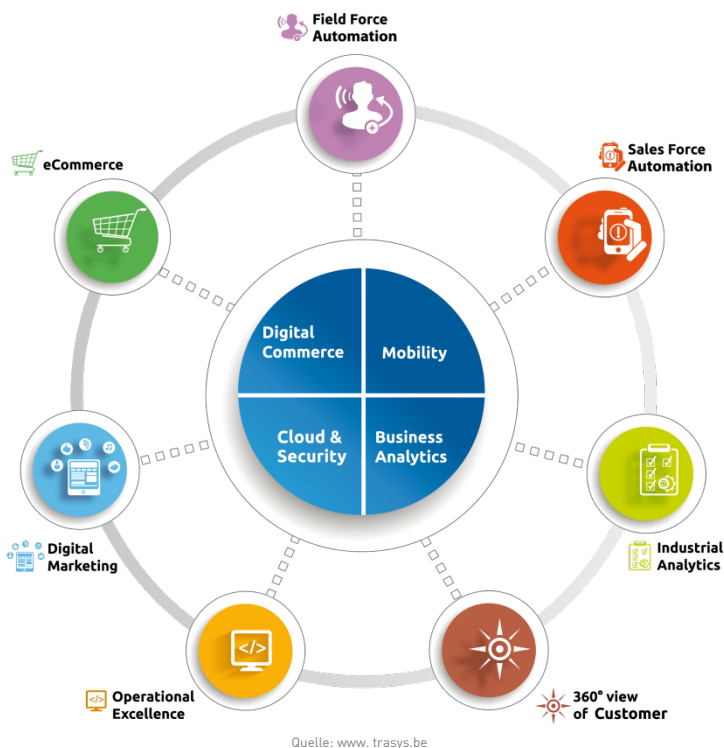 Field Force
Automation
eCommerce
Sales Force
Automation
Digital
Commerce
Mobility
Cloud &
Security
Business
Analytics
Digital
Marketing
Industrial
Analytics
</>
</>
Operational
Excellence
360° view
of Customer
Quelle: www. trasys.be